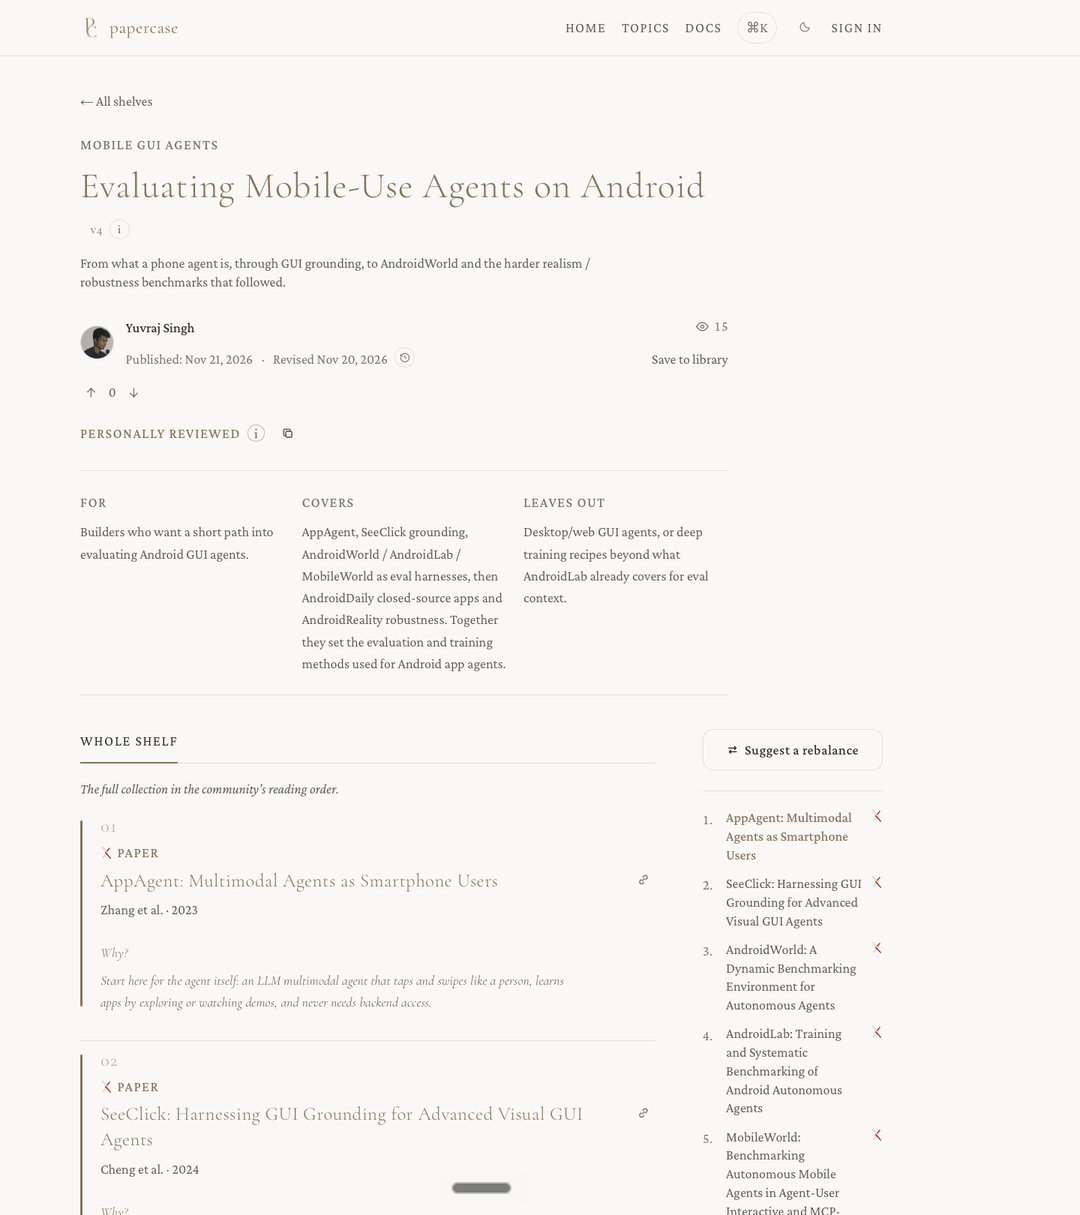 papercase
HOME TOPICS DOCS ⌘K SIGN IN
← All shelves
MOBILE GUI AGENTS
Evaluating Mobile-Use Agents on Android
v4 i
From what a phone agent is, through GUI grounding, to AndroidWorld and the harder realism /
robustness benchmarks that followed.
Yuvraj Singh
15
Published: Nov 21, 2026 · Revised Nov 20, 2026
Save to library
↑ 0 ↓
PERSONALLY REVIEWED i
FOR
Builders who want a short path into
evaluating Android GUI agents.
COVERS
AppAgent, SeeClick grounding,
AndroidWorld / AndroidLab /
MobileWorld as eval harnesses, then
AndroidDaily closed-source apps and
AndroidReality robustness. Together
they set the evaluation and training
methods used for Android app agents.
LEAVES OUT
Desktop/web GUI agents, or deep
training recipes beyond what
AndroidLab already covers for eval
context.
WHOLE SHELF
The full collection in the community's reading order.
01
PAPER
AppAgent: Multimodal Agents as Smartphone Users
Zhang et al. · 2023
Why?
Start here for the agent itself: an LLM multimodal agent that taps and swipes like a person, learns
apps by exploring or watching demos, and never needs backend access.
02
PAPER
SeeClick: Harnessing GUI Grounding for Advanced Visual GUI
Agents
Cheng et al. · 2024
Why?
Suggest a rebalance
1. AppAgent: Multimodal
Agents as Smartphone
Users
2. SeeClick: Harnessing GUI
Grounding for Advanced
Visual GUI Agents
3. AndroidWorld: A
Dynamic Benchmarking
Environment for
Autonomous Agents
4. AndroidLab: Training
and Systematic
Benchmarking of
Android Autonomous
Agents
5. MobileWorld:
Benchmarking
Autonomous Mobile
Agents in Agent-User
Interactive and MCP-